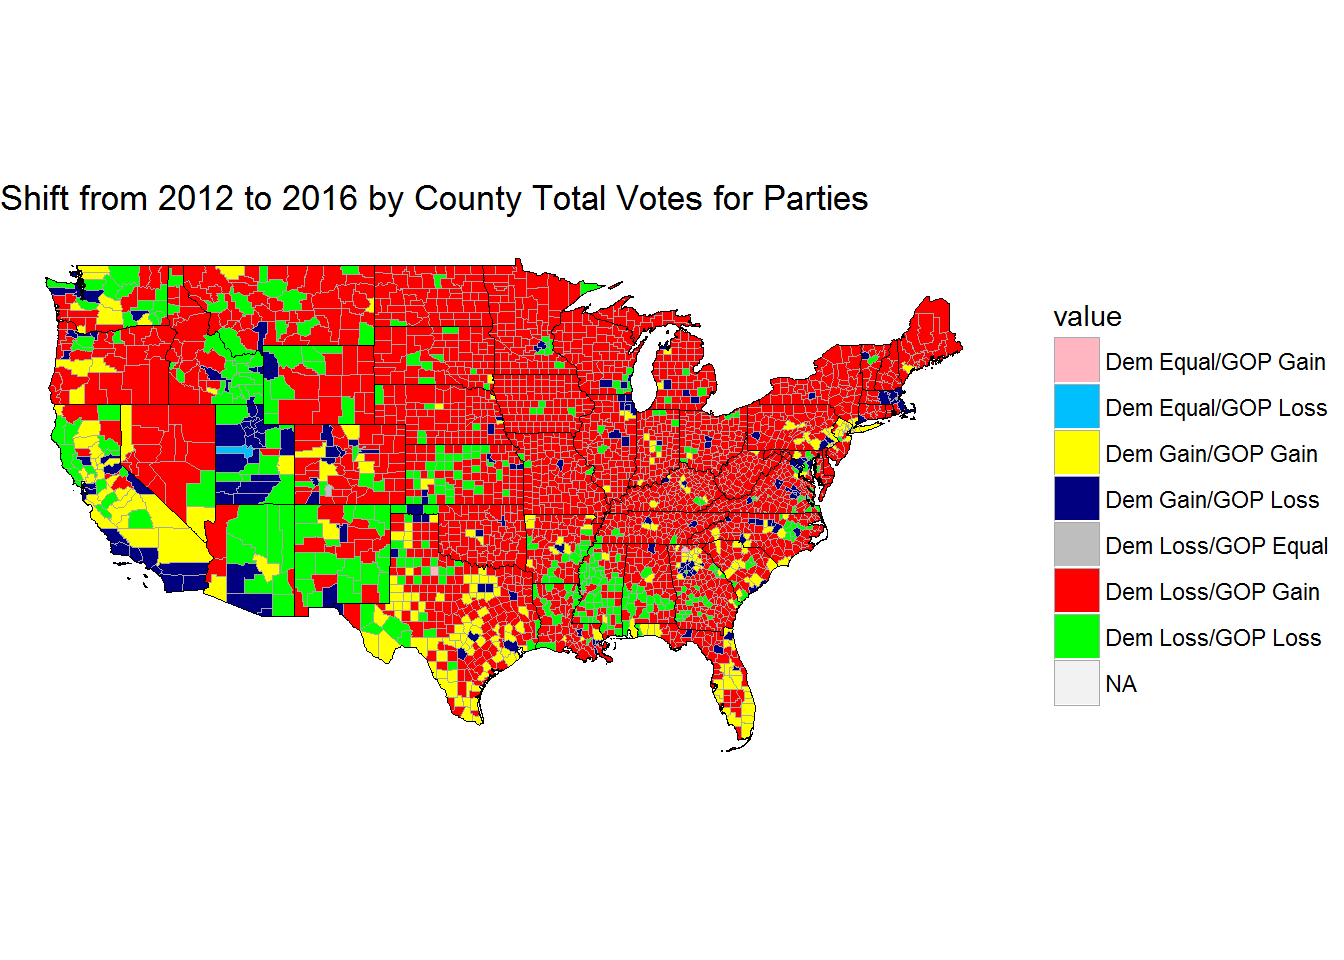 Shift from 2012 to 2016 by County Total Votes for Parties
value
Dem Equal/GOP Gain
Dem Equal/GOP Loss
Dem Gain/GOP Gain
Dem Gain/GOP Loss
Dem Loss/GOP Equal
Dem Loss/GOP Gain
Dem Loss/GOP Loss
NA